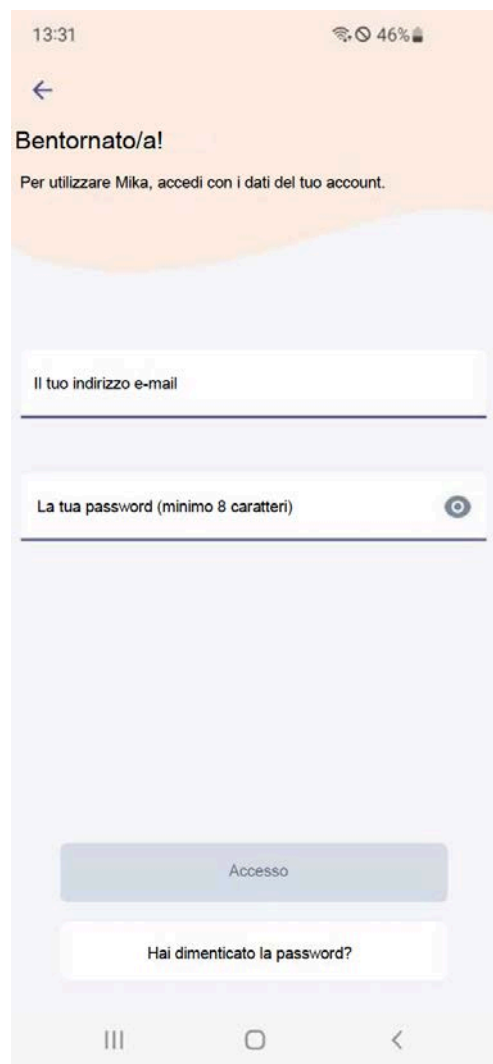 13:31
46%
Bentornato/a!
Per utilizzare Mika, accedi con i dati del tuo account.
Il tuo indirizzo e-mail
La tua password (minimo 8 caratteri)
Accesso
Hai dimenticato la password?